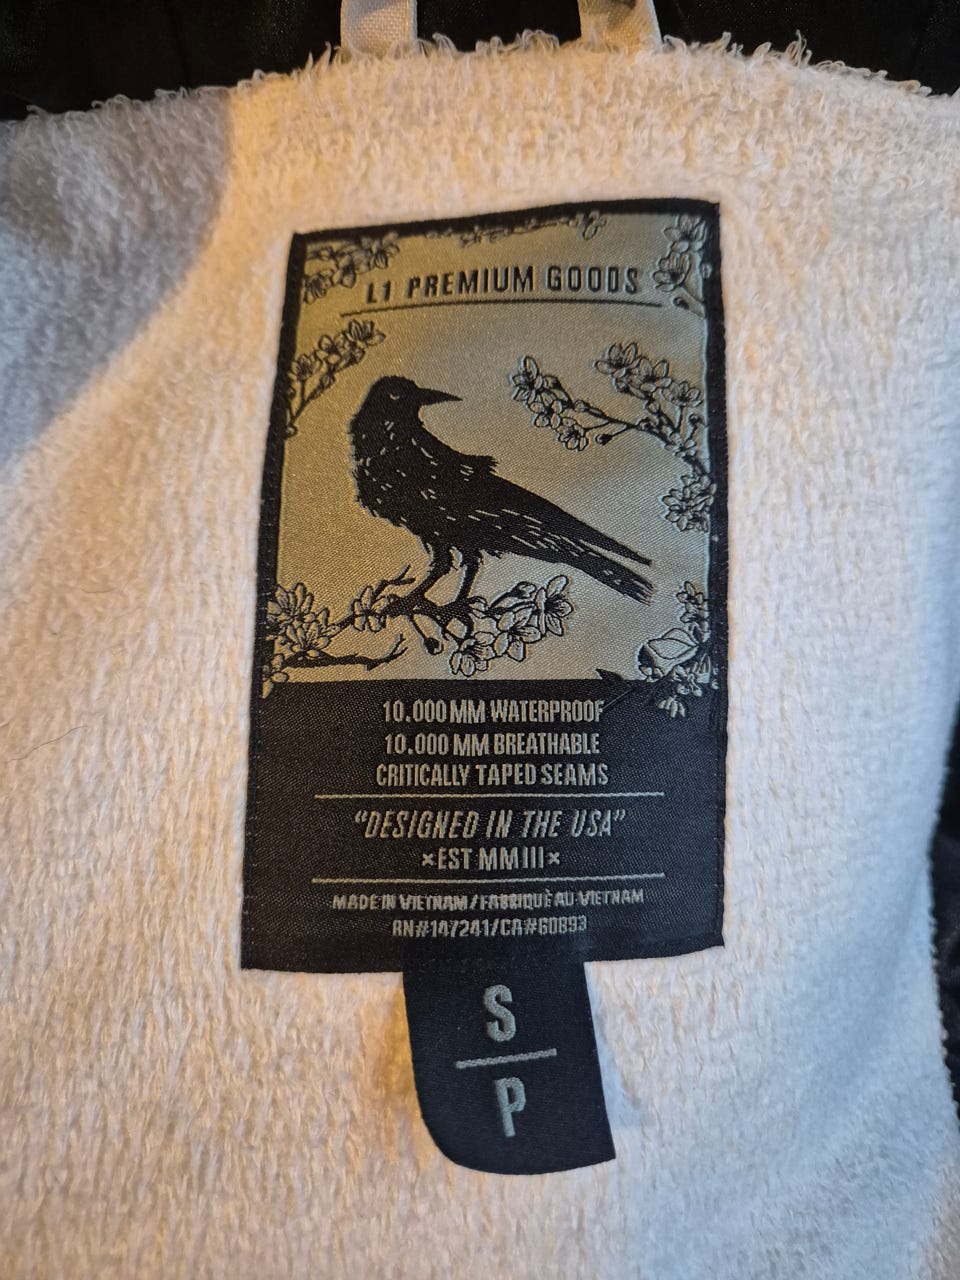 L1 PREMIUM GOODS
10.000 MM WATERPROOF
10.000 MM BREATHABLE
CRITICALLY TAPED SEAMS
"DESIGNED IN THE USA"
×EST MMIII×
MADE IN VIETNAM/FABRIQUÈ AU VIETNAM
RN#147241/CA#60893
S
P